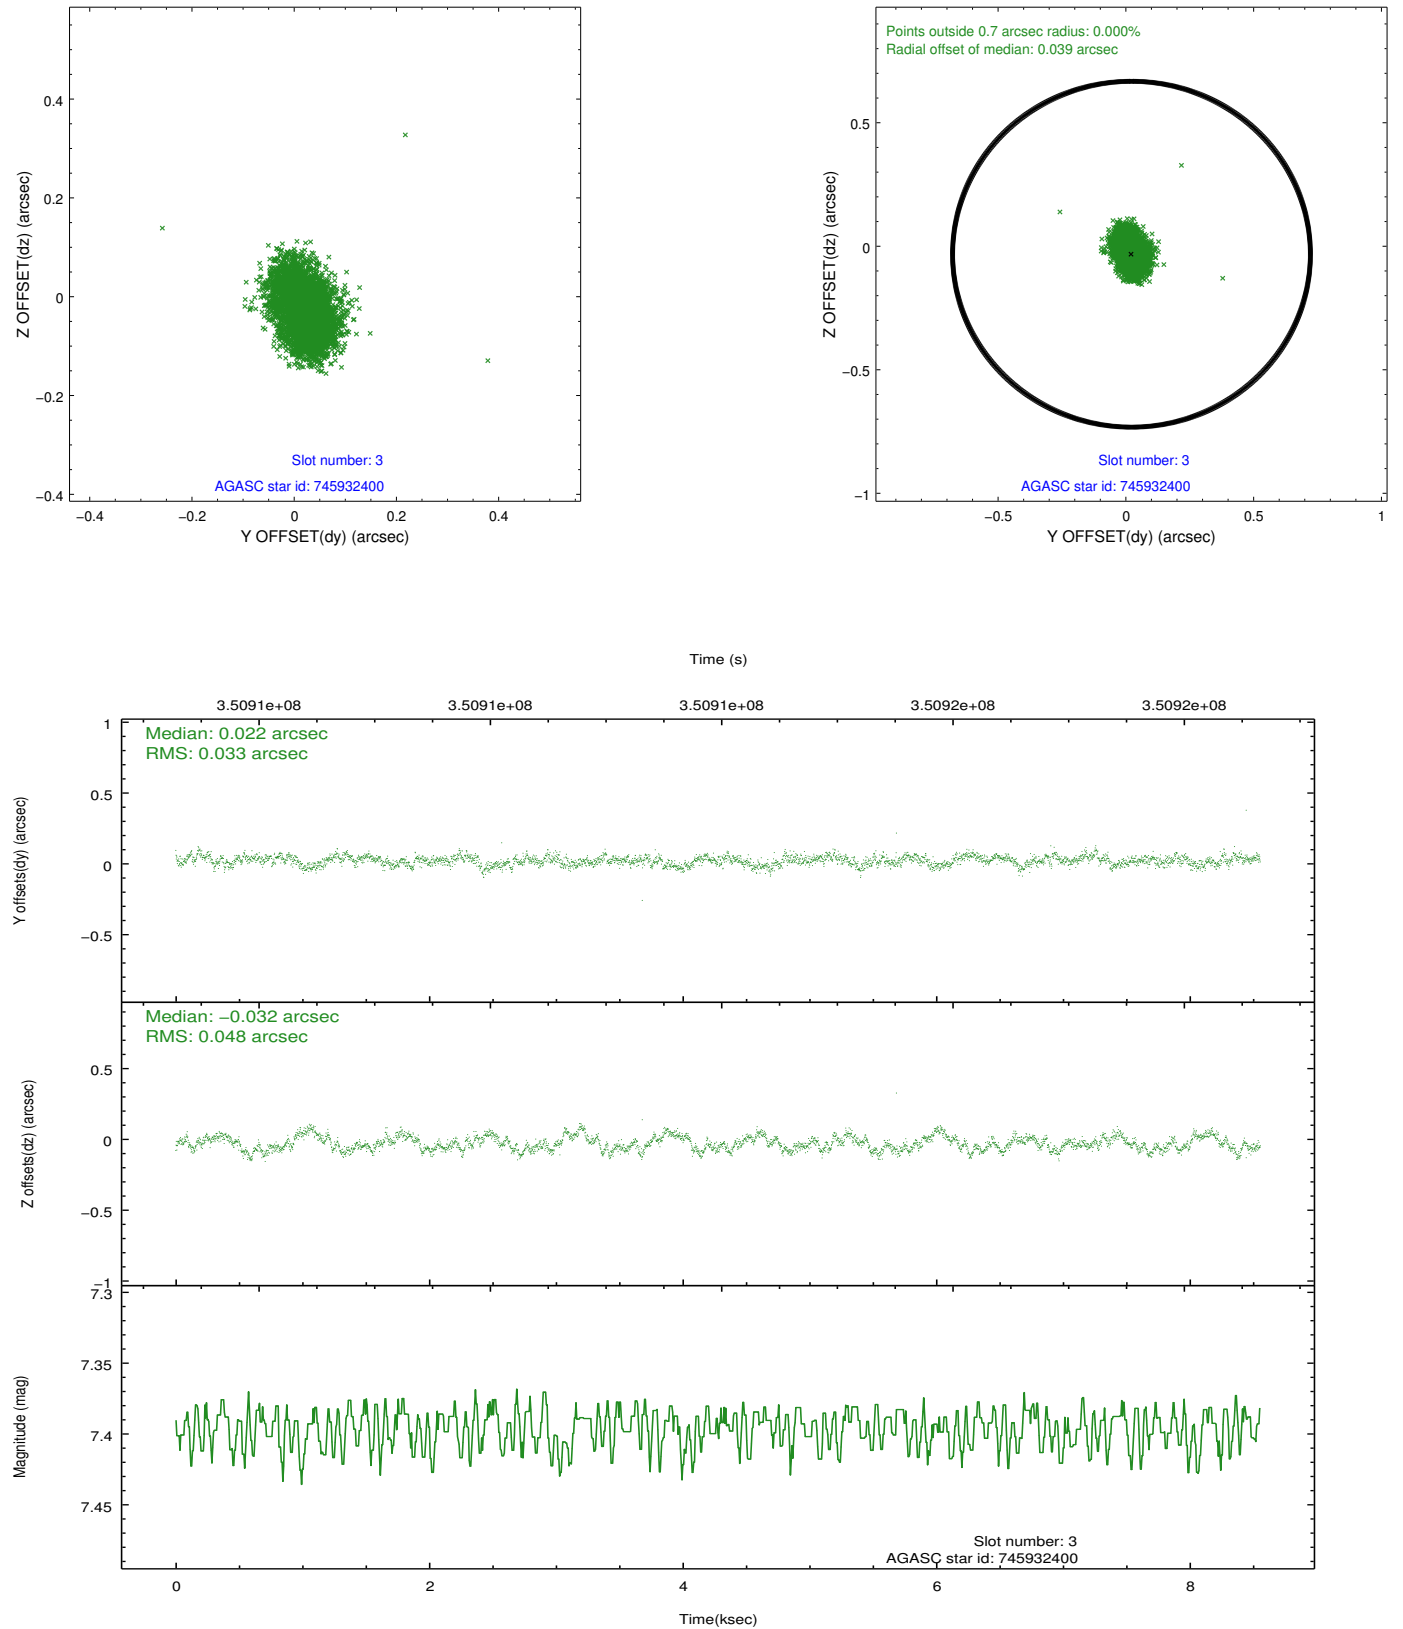 0.4
0.2
0
−0.2
−0.4
Z OFFSET(dz) (arcsec)
Slot number: 3
AGASC star id: 745932400
−0.4 −0.2 0 0.2 0.4
Y OFFSET(dy) (arcsec)
Points outside 0.7 arcsec radius: 0.000%
Radial offset of median: 0.039 arcsec
0.5
0
−0.5
−1
Z OFFSET(dz) (arcsec)
Slot number: 3
AGASC star id: 745932400
−0.5 0 0.5 1
Y OFFSET(dy) (arcsec)
Time (s)
3.5091e+08 3.5091e+08 3.5091e+08 3.5092e+08 3.5092e+08
Median: 0.022 arcsec
RMS: 0.033 arcsec
1
0.5
0
−0.5
Y offsets(dy) (arcsec)
Median: −0.032 arcsec
RMS: 0.048 arcsec
0.5
0
−0.5
−1
Z offsets(dz) (arcsec)
7.3
7.35
7.4
7.45
Magnitude (mag)
Slot number: 3
AGASC star id: 745932400
0 2 4 6 8
Time(ksec)